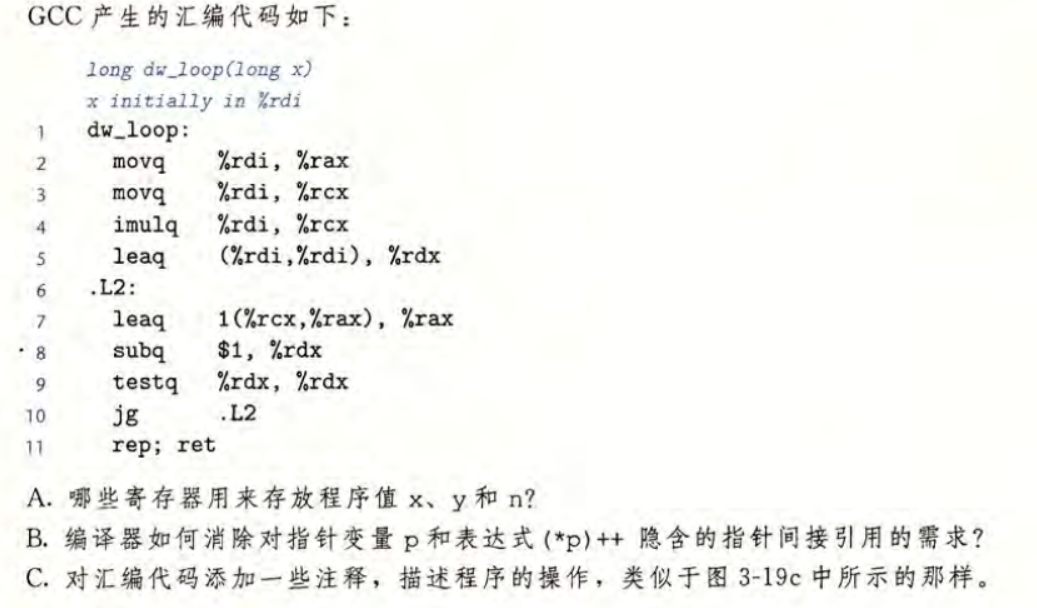 GCC 产生的汇编代码如下：
long dw_loop(long x)
x initially in %rdi
1 dw_loop:
2 movq %rdi, %rax
3 movq %rdi, %rcx
4 imulq %rdi, %rcx
5 leaq (%rdi,%rdi), %rdx
6 .L2:
7 leaq 1(%rcx,%rax), %rax
8 subq $1, %rdx
9 testq %rdx, %rdx
10 jg .L2
11 rep; ret
A. 哪些寄存器用来存放程序值 x、y 和 n?
B. 编译器如何消除对指针变量 p 和表达式 (*p)++ 隐含的指针间接引用的需求?
C. 对汇编代码添加一些注释，描述程序的操作，类似于图 3-19c 中所示的那样。